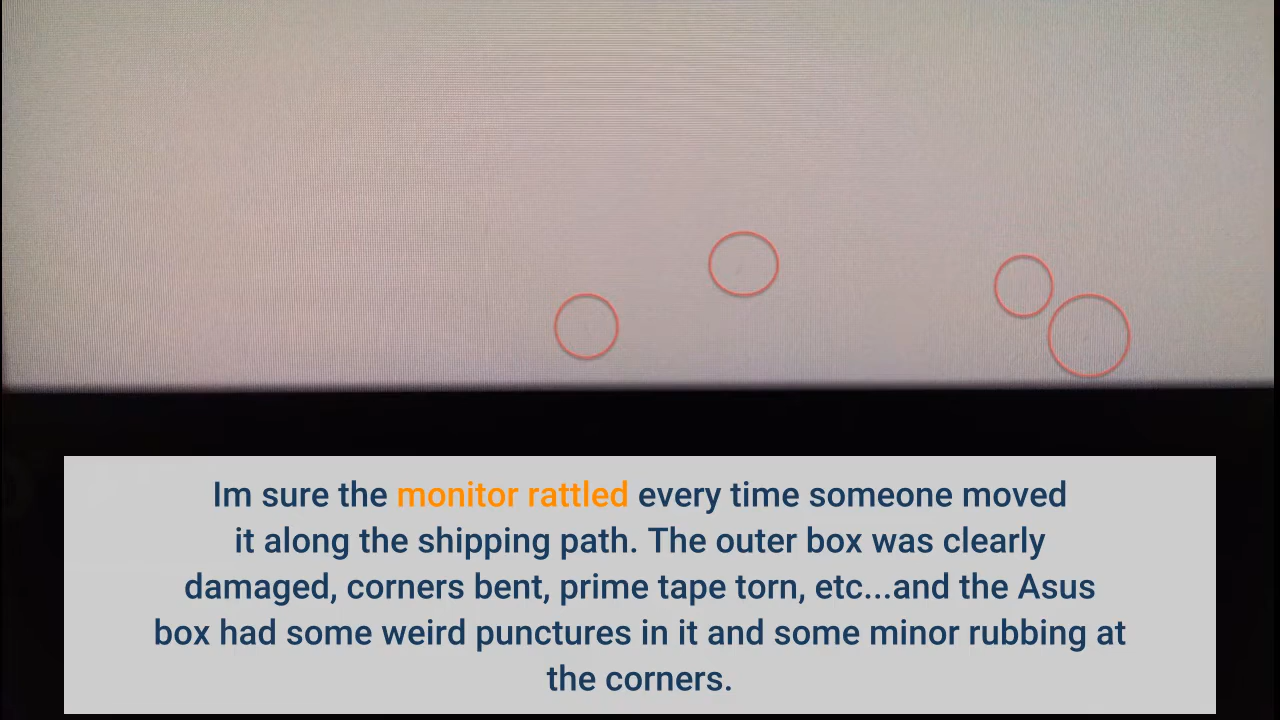 Im sure the monitor rattled every time someone moved
it along the shipping path. The outer box was clearly
damaged, corners bent, prime tape torn, etc...and the Asus
box had some weird punctures in it and some minor rubbing at
the corners.